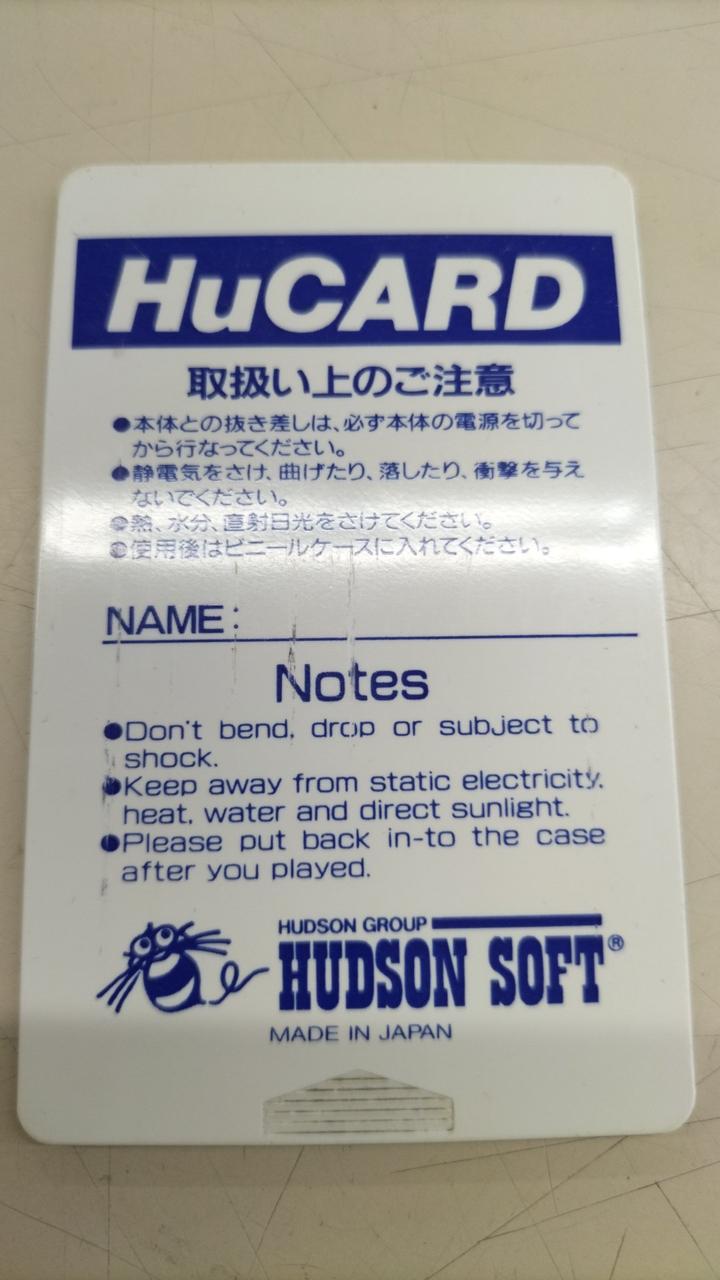 HuCARD
取扱い上のご注意
●本体との抜き差しは、必ず本体の電源を切って
から行なってください。
●静電気をさけ、曲げたり、落したり、衝撃を与え
ないでください。
●熱、水分、直射日光をさけてください。
●使用後はビニールケースに入れてください。
NAME:
Notes
●Don't bend, drop or subject to
shock.
●Keep away from static electricity,
heat, water and direct sunlight.
●Please put back in-to the case
after you played.
HUDSON GROUP
HUDSON SOFT®
MADE IN JAPAN